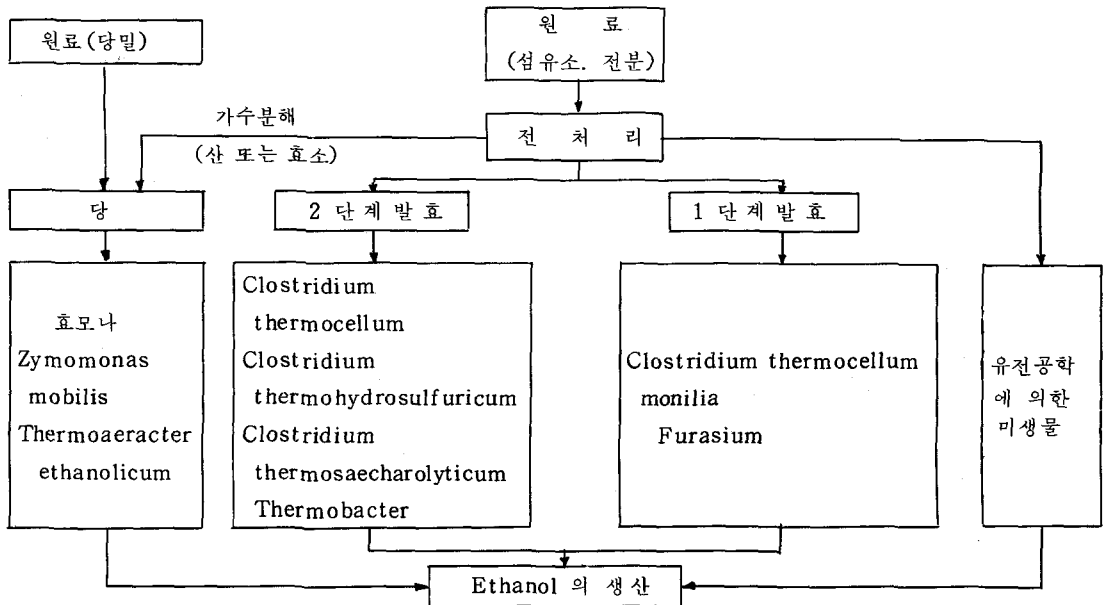 원료(당밀)
원 료
(섬유소. 전분)
가수분해
(산 또는 효소)
전 처 리
당
2 단 계 발 효
1 단 계 발 효
효모나
Zymomonas
mobilis
Thermoaeracter
ethanolicum
Clostridium
thermocellum
Clostridium
thermohydrosulfuricum
Clostridium
thermosaecharolyticum
Thermobacter
Clostridium thermocellum
monilia
Furasium
유전공학
에 의한
미생물
Ethanol 의 생산